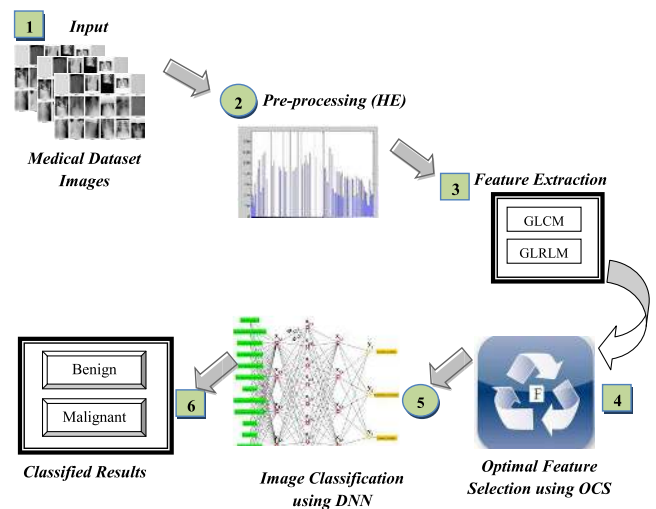 1
Input
Medical Dataset
Images
2
Pre-processing (HE)
3
Feature Extraction
GLCM
GLRLM
F
4
Optimal Feature
Selection using OCS
5
Image Classification
using DNN
6
Benign
Malignant
Classified Results